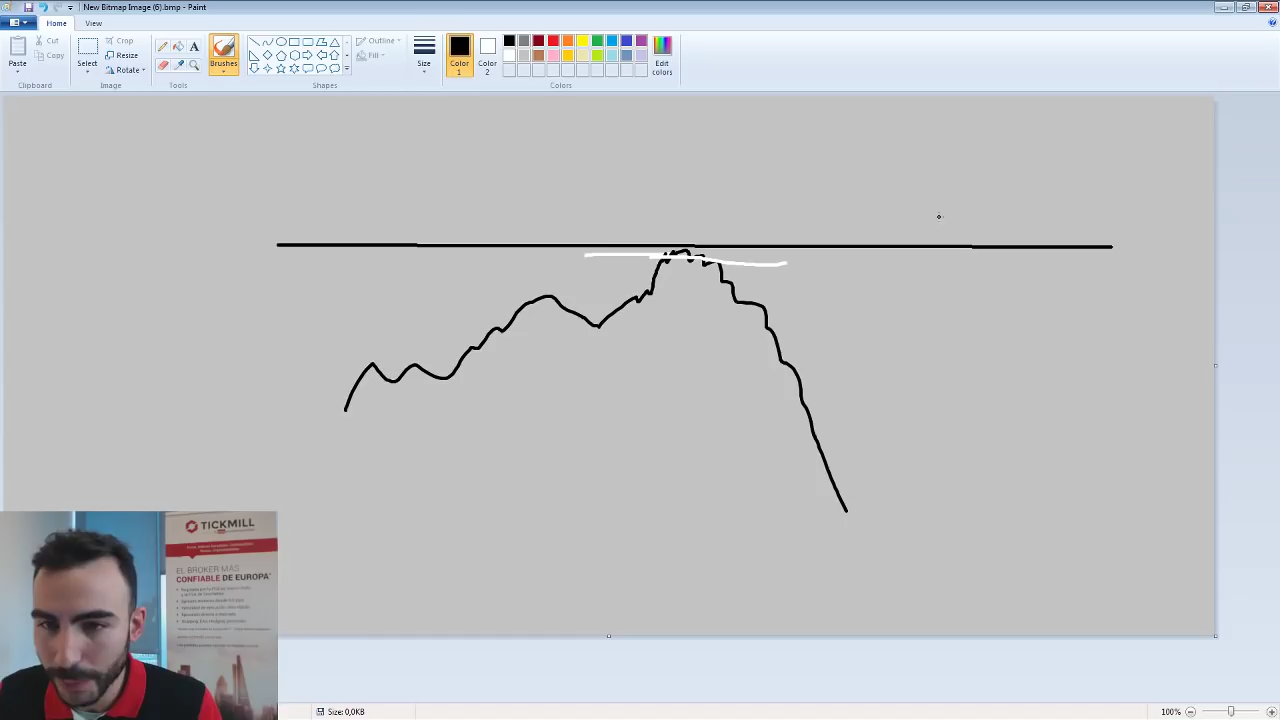 New Bitmap Image (6).bmp - Paint
Home
View
Paste
Cut
Copy
Clipboard
Select
Crop
Resize
Rotate
Image
A
Tools
Brushes
Shapes
Outline
Fill
Size
Color 1
Color 2
Edit colors
Colors
TICKMILL
EL BROKER MÁS
CONFIABLE DE EUROPA*
Size: 0,0KB
100%